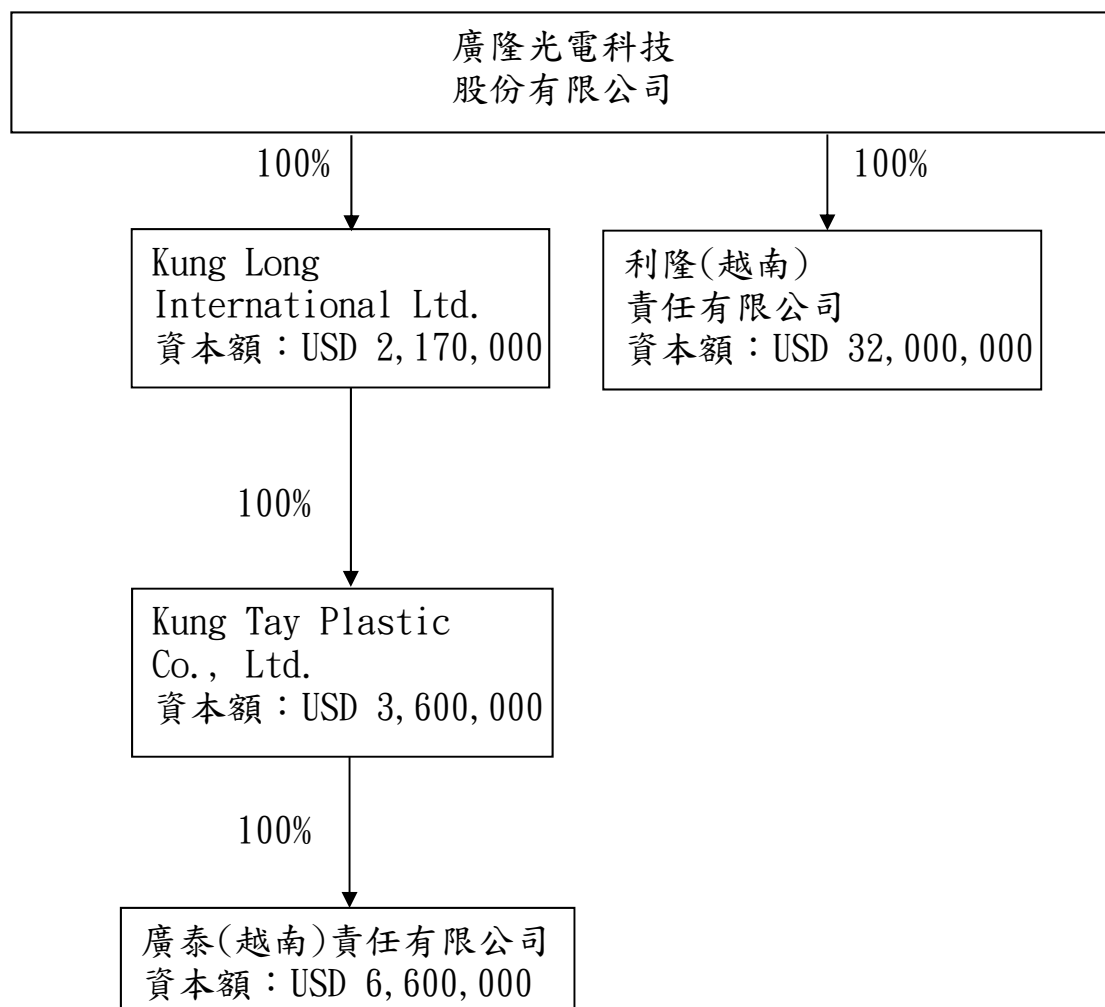 廣隆光電科技
股份有限公司
100%
100%
Kung Long
International Ltd.
資本額：USD 2,170,000
利隆(越南)
責任有限公司
資本額：USD 32,000,000
100%
Kung Tay Plastic
Co., Ltd.
資本額：USD 3,600,000
100%
廣泰(越南)責任有限公司
資本額：USD 6,600,000